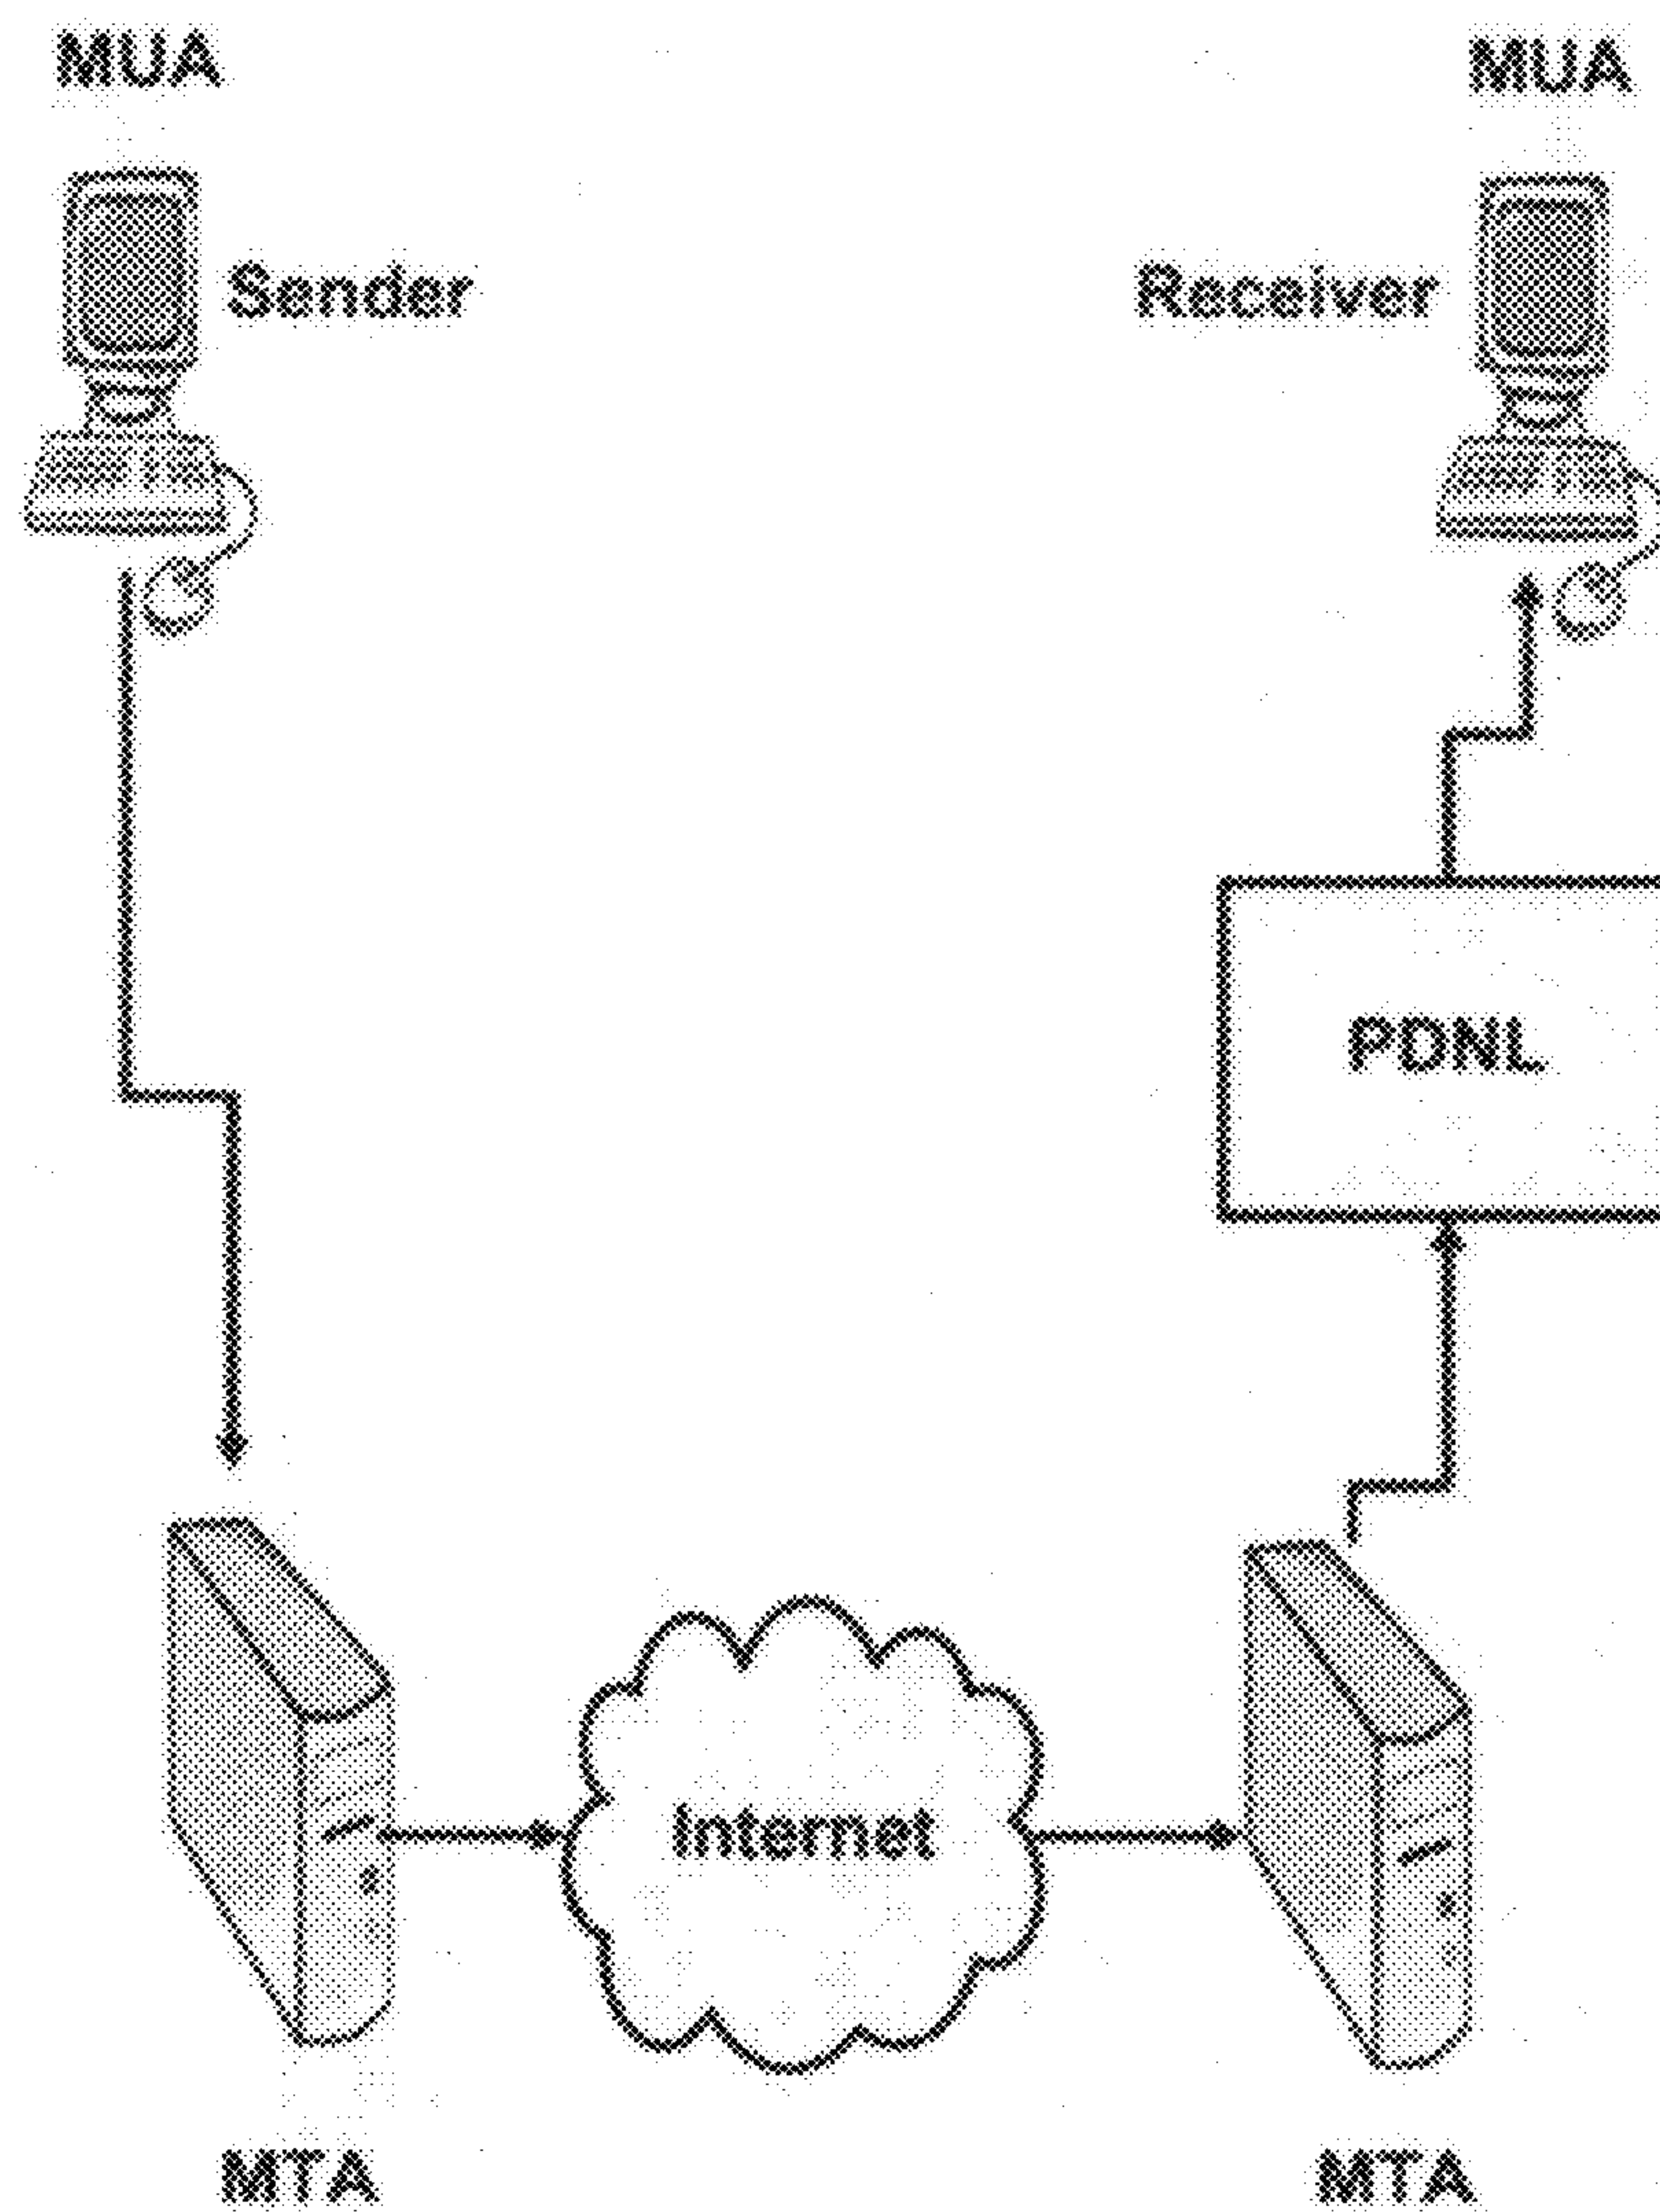 MUA
MUA
Sender
Receiver
PDNL
Internet
MTA
MTA